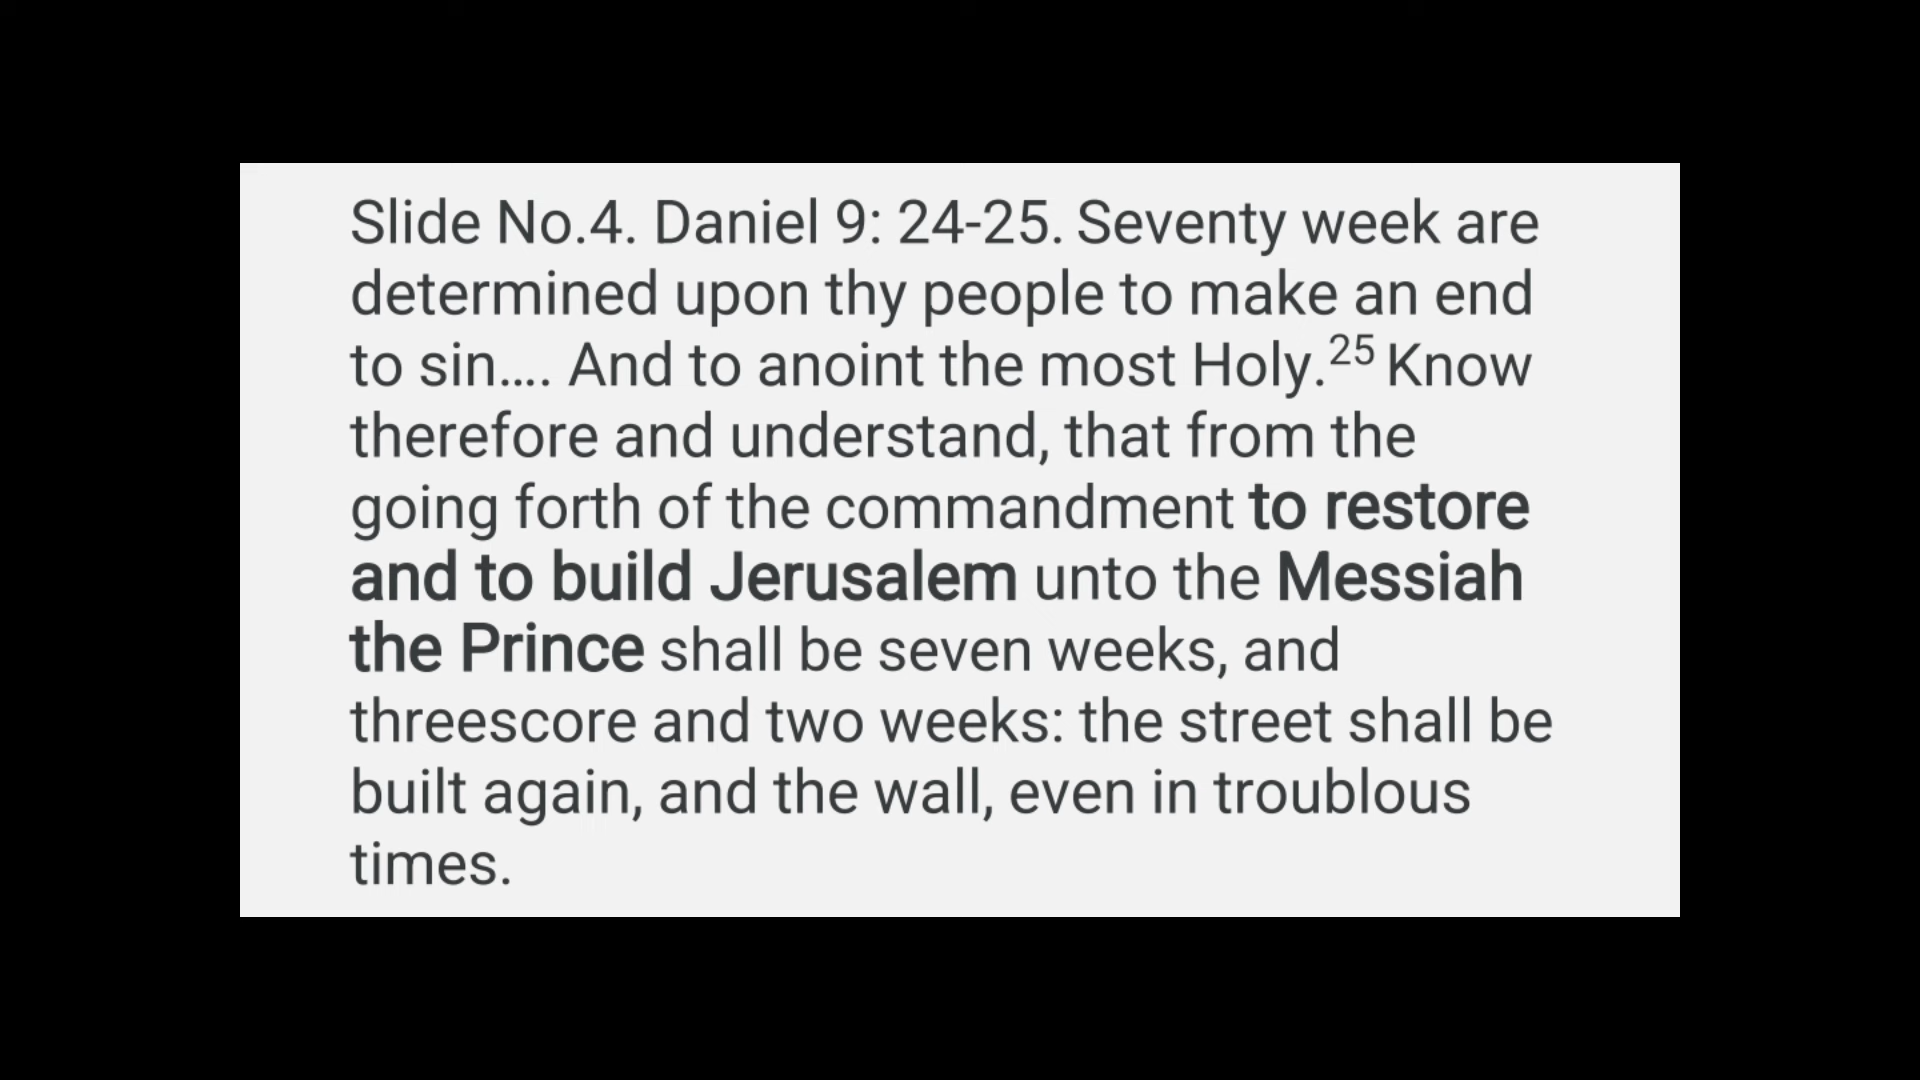 Slide No.4. Daniel 9: 24-25. Seventy week are
determined upon thy people to make an end
to sin.... And to anoint the most Holy.25 Know
therefore and understand, that from the
going forth of the commandment to restore
and to build Jerusalem unto the Messiah
the Prince shall be seven weeks, and
threescore and two weeks: the street shall be
built again, and the wall, even in troublous
times.